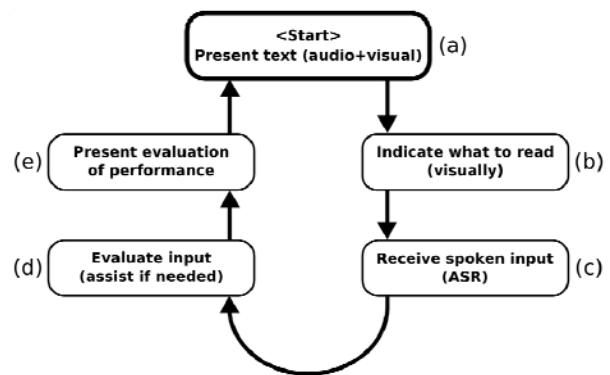 <Start>
Present text (audio+visual)
(a)
Indicate what to read
(visually)
(b)
Receive spoken input
(ASR)
(c)
Evaluate input
(assist if needed)
(d)
Present evaluation
of performance
(e)